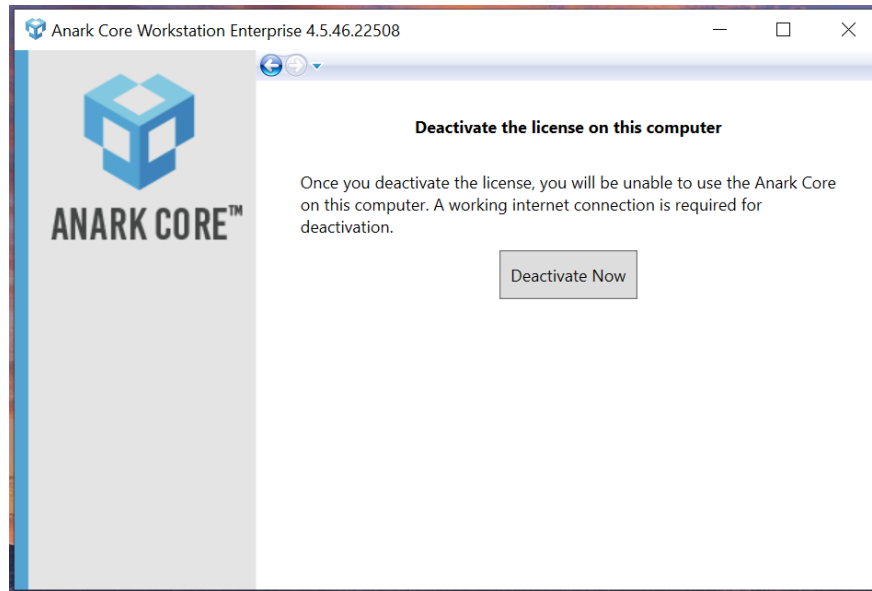 Anark Core Workstation Enterprise 4.5.46.22508
ANARK CORE™
Deactivate the license on this computer
Once you deactivate the license, you will be unable to use the Anark Core
on this computer. A working internet connection is required for
deactivation.
Deactivate Now